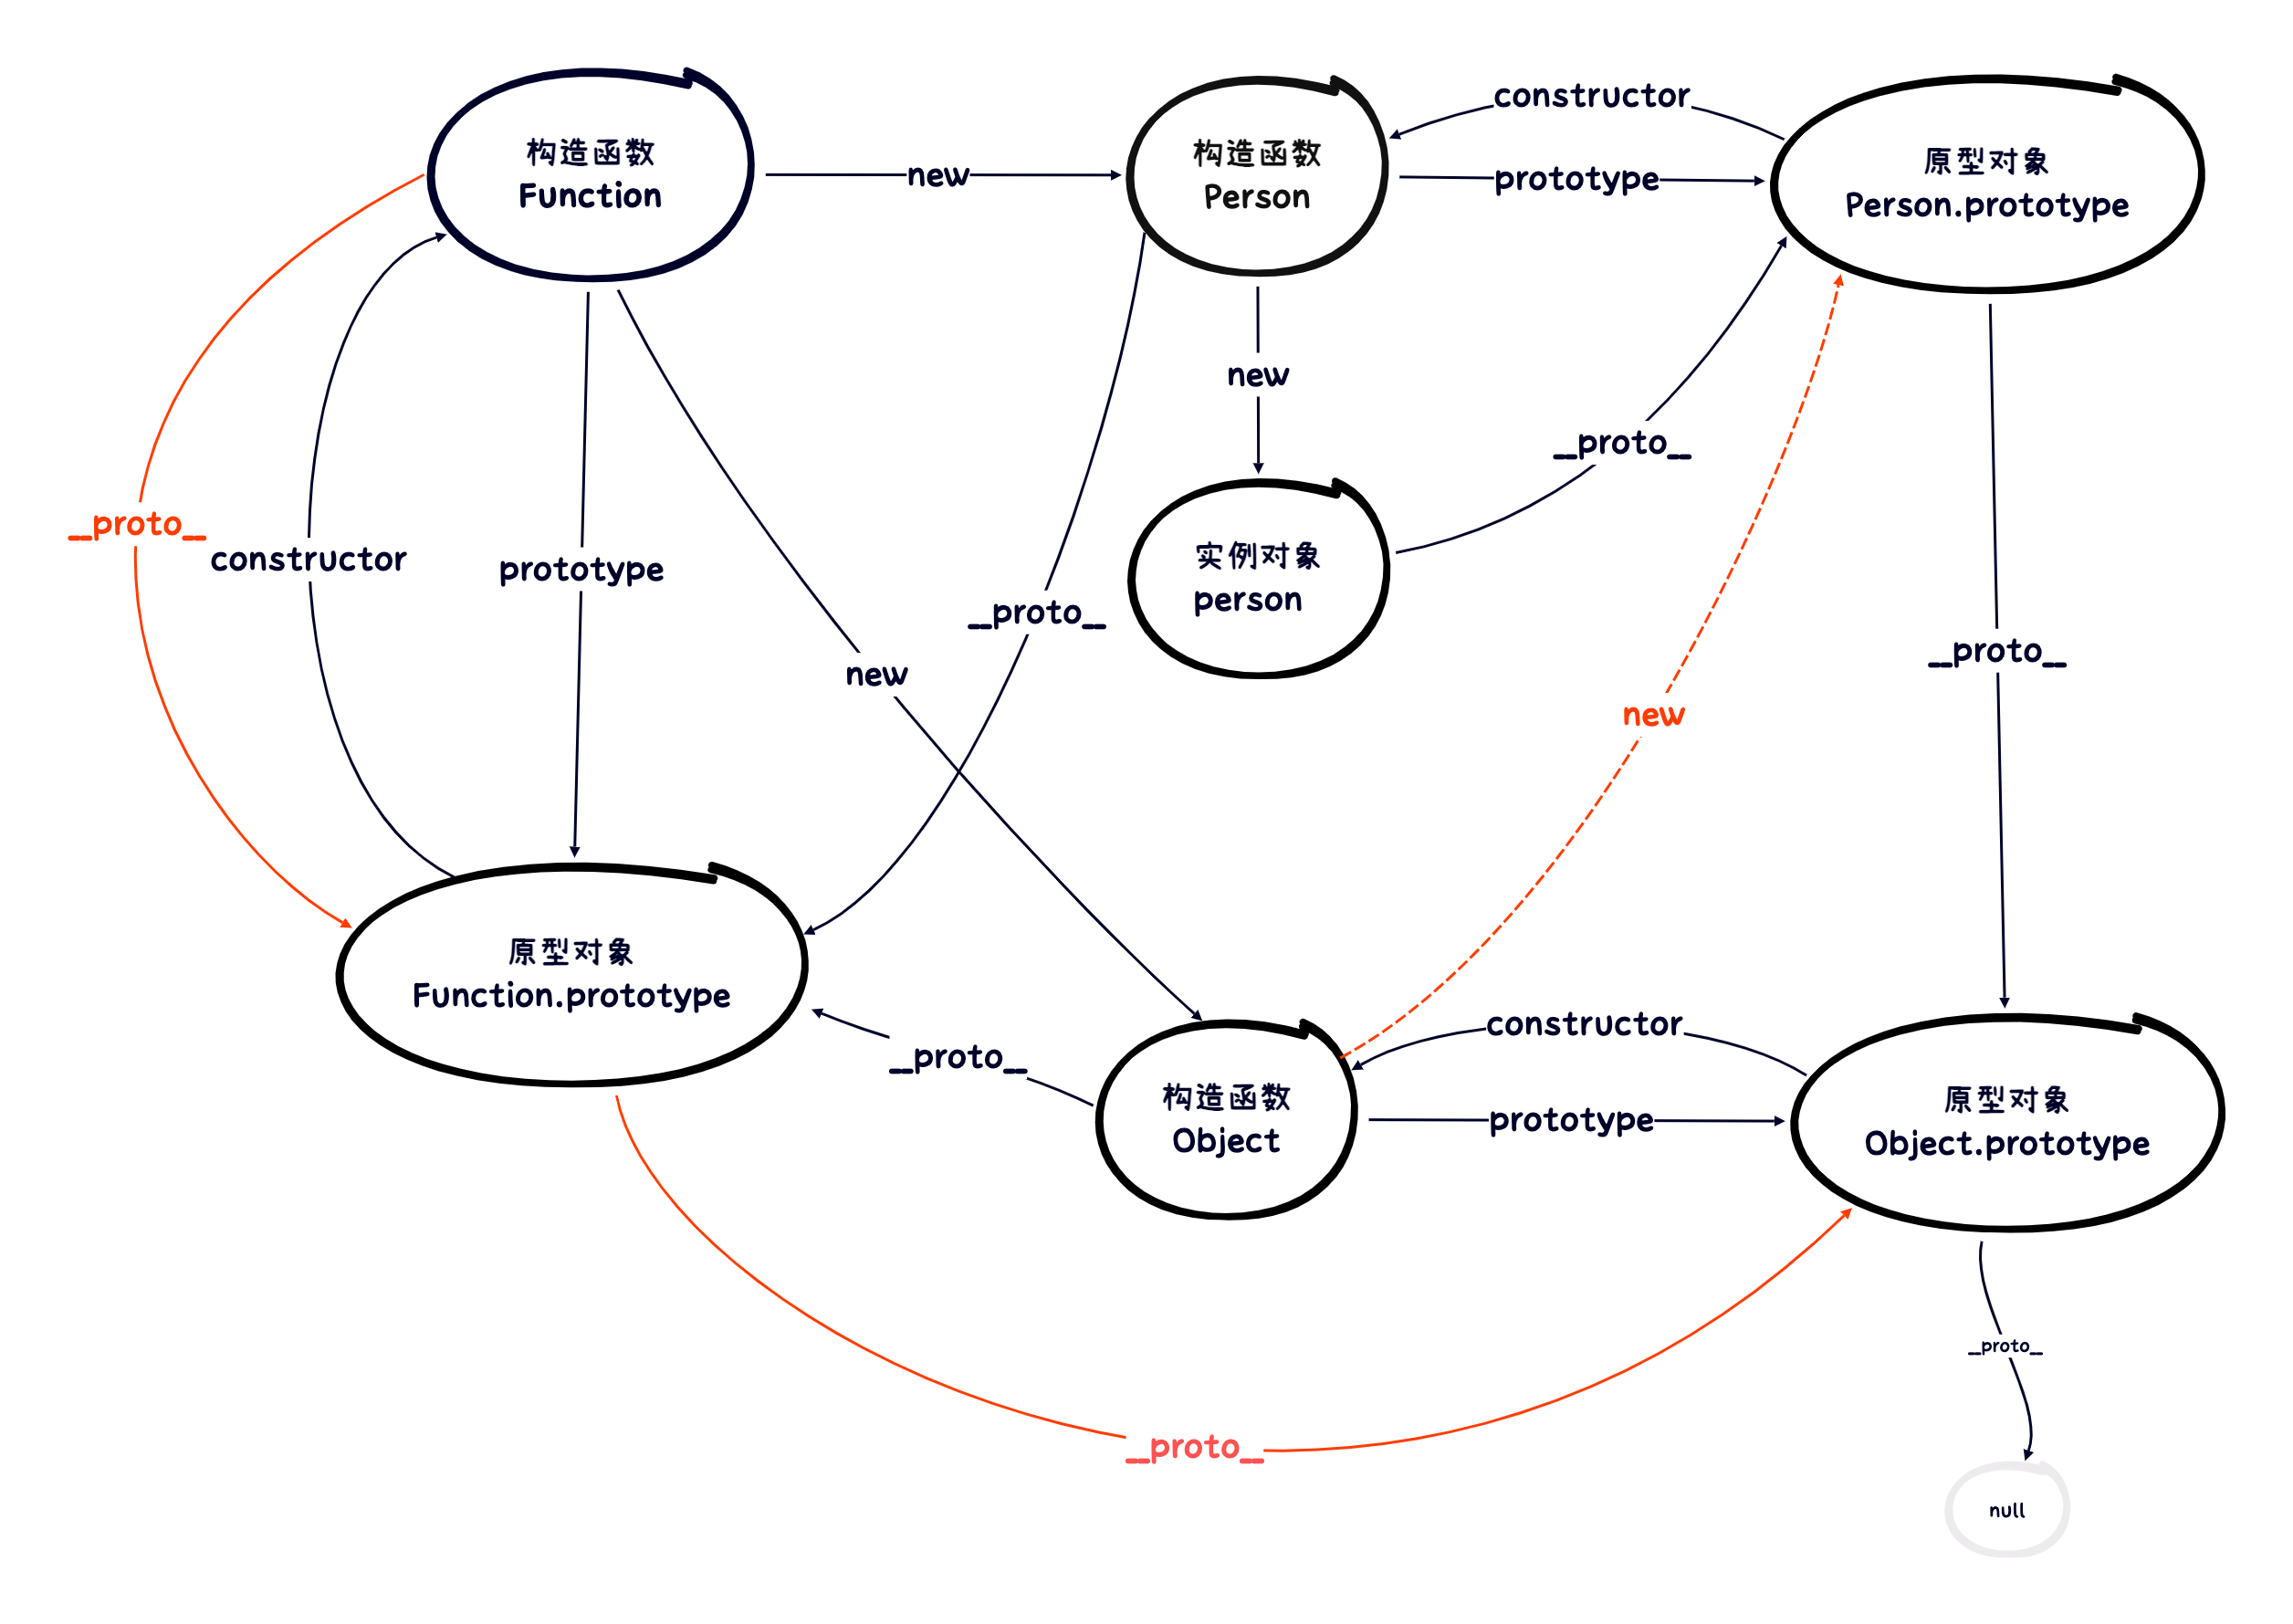 constructor
构造函数
Function
new
构造函数
Person
prototype
原型对象
Person.prototype
new
__proto__
__proto__
constructor
prototype
实例对象
person
__proto__
new
__proto__
new
原型对象
Function.prototype
__proto__
构造函数
Object
constructor
prototype
原型对象
Object.prototype
__proto__
__proto__
null